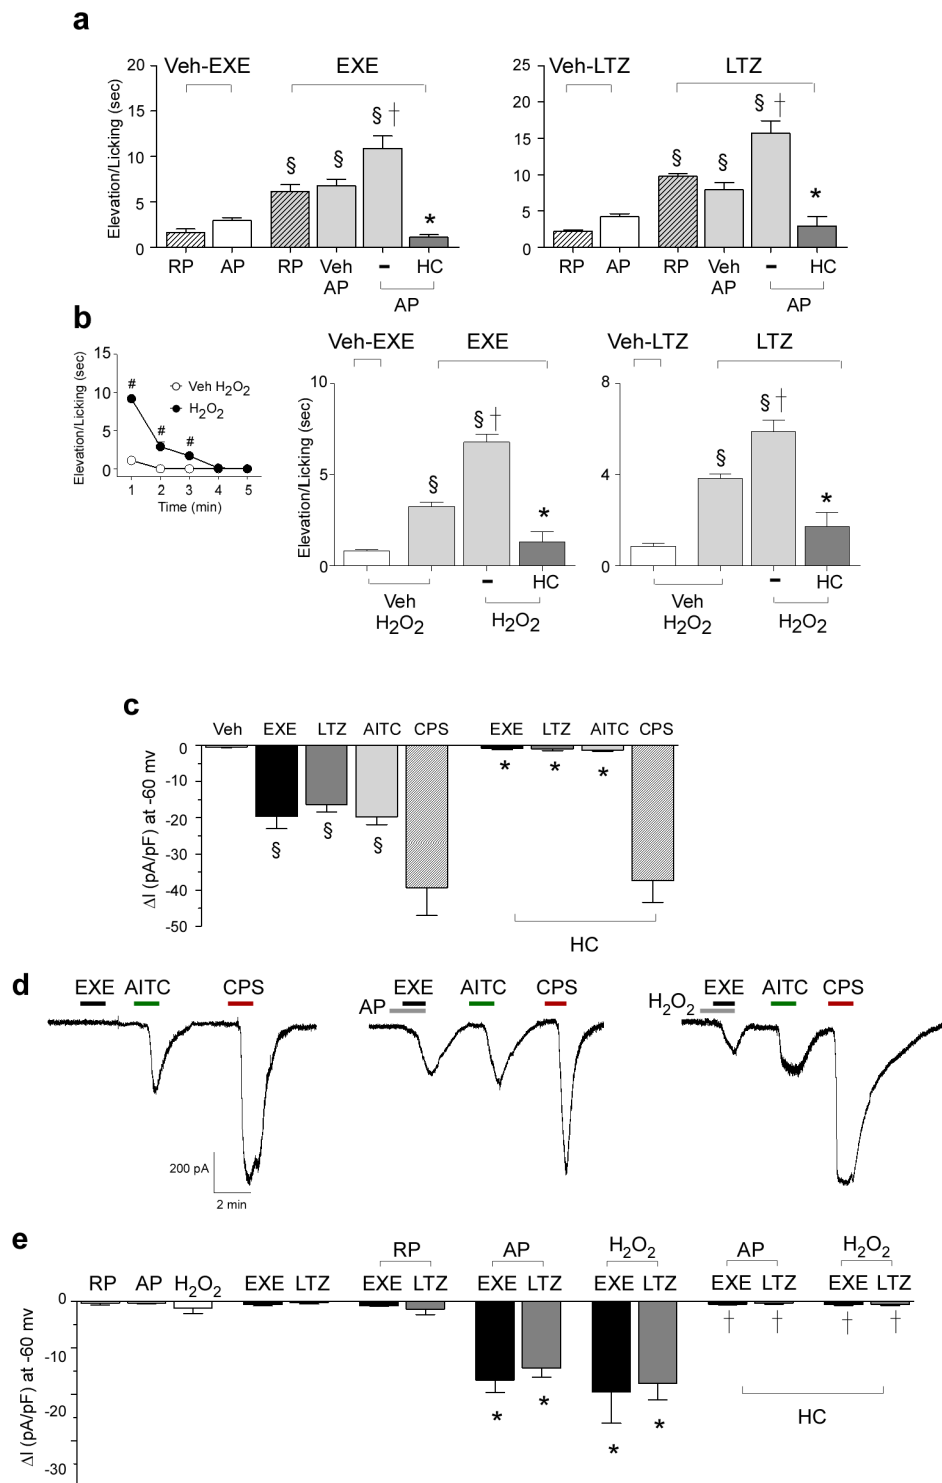 a
Veh-EXE EXE
Elevation/Licking (sec)
20
15
10
5
0
§ § § † *
RP AP RP Veh AP - HC
AP
Veh-LTZ LTZ
25
20
15
10
5
0
§ § § † *
RP AP RP Veh AP - HC
AP
b
Elevation/Licking (sec)
15
10
5
0
# # #
Veh H2O2
H2O2
1 2 3 4 5
Time (min)
Veh-EXE EXE
Elevation/Licking (sec)
10
5
0
§ § † *
- HC
Veh H2O2 H2O2
Veh-LTZ LTZ
8
4
0
§ § † *
- HC
Veh H2O2 H2O2
c
Veh EXE LTZ AITC CPS EXE LTZ AITC CPS
ΔI (pA/pF) at -60 mv
0
-10
-20
-30
-40
-50
§ § § * * *
HC
d
EXE AITC CPS
200 pA
2 min
EXE AITC CPS
AP
EXE AITC CPS
H2O2
e
RP AP H2O2 AP H2O2
RP AP H2O2 EXE LTZ EXE LTZ EXE LTZ EXE LTZ EXE LTZ EXE LTZ
ΔI (pA/pF) at -60 mv
0
-10
-20
-30
* * * * † † † †
HC